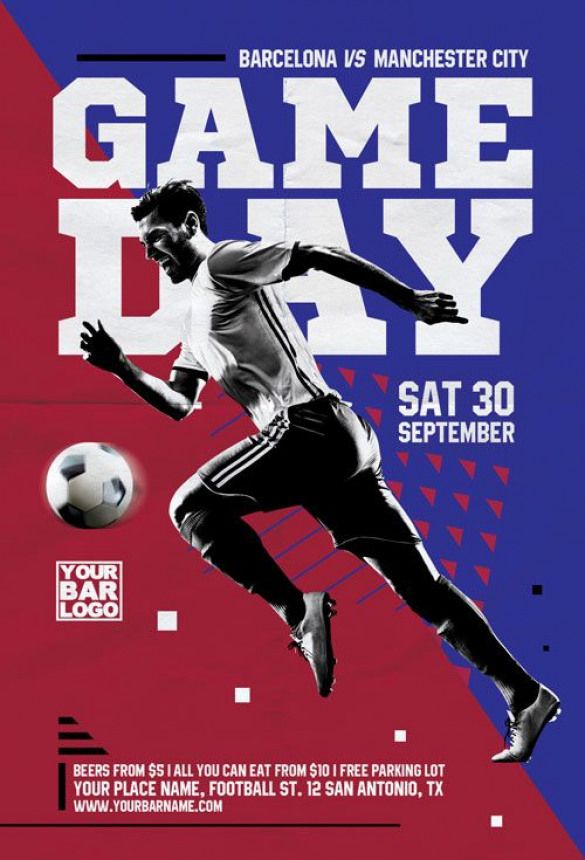 BARCELONA VS MANCHESTER CITY
GAME
DAY
SAT 30
SEPTEMBER
YOUR
BAR
LOGO
BEERS FROM $5 I ALL YOU CAN EAT FROM $10 I FREE PARKING LOT
YOUR PLACE NAME, FOOTBALL ST. 12 SAN ANTONIO, TX
WWW.YOURBARNAME.COM